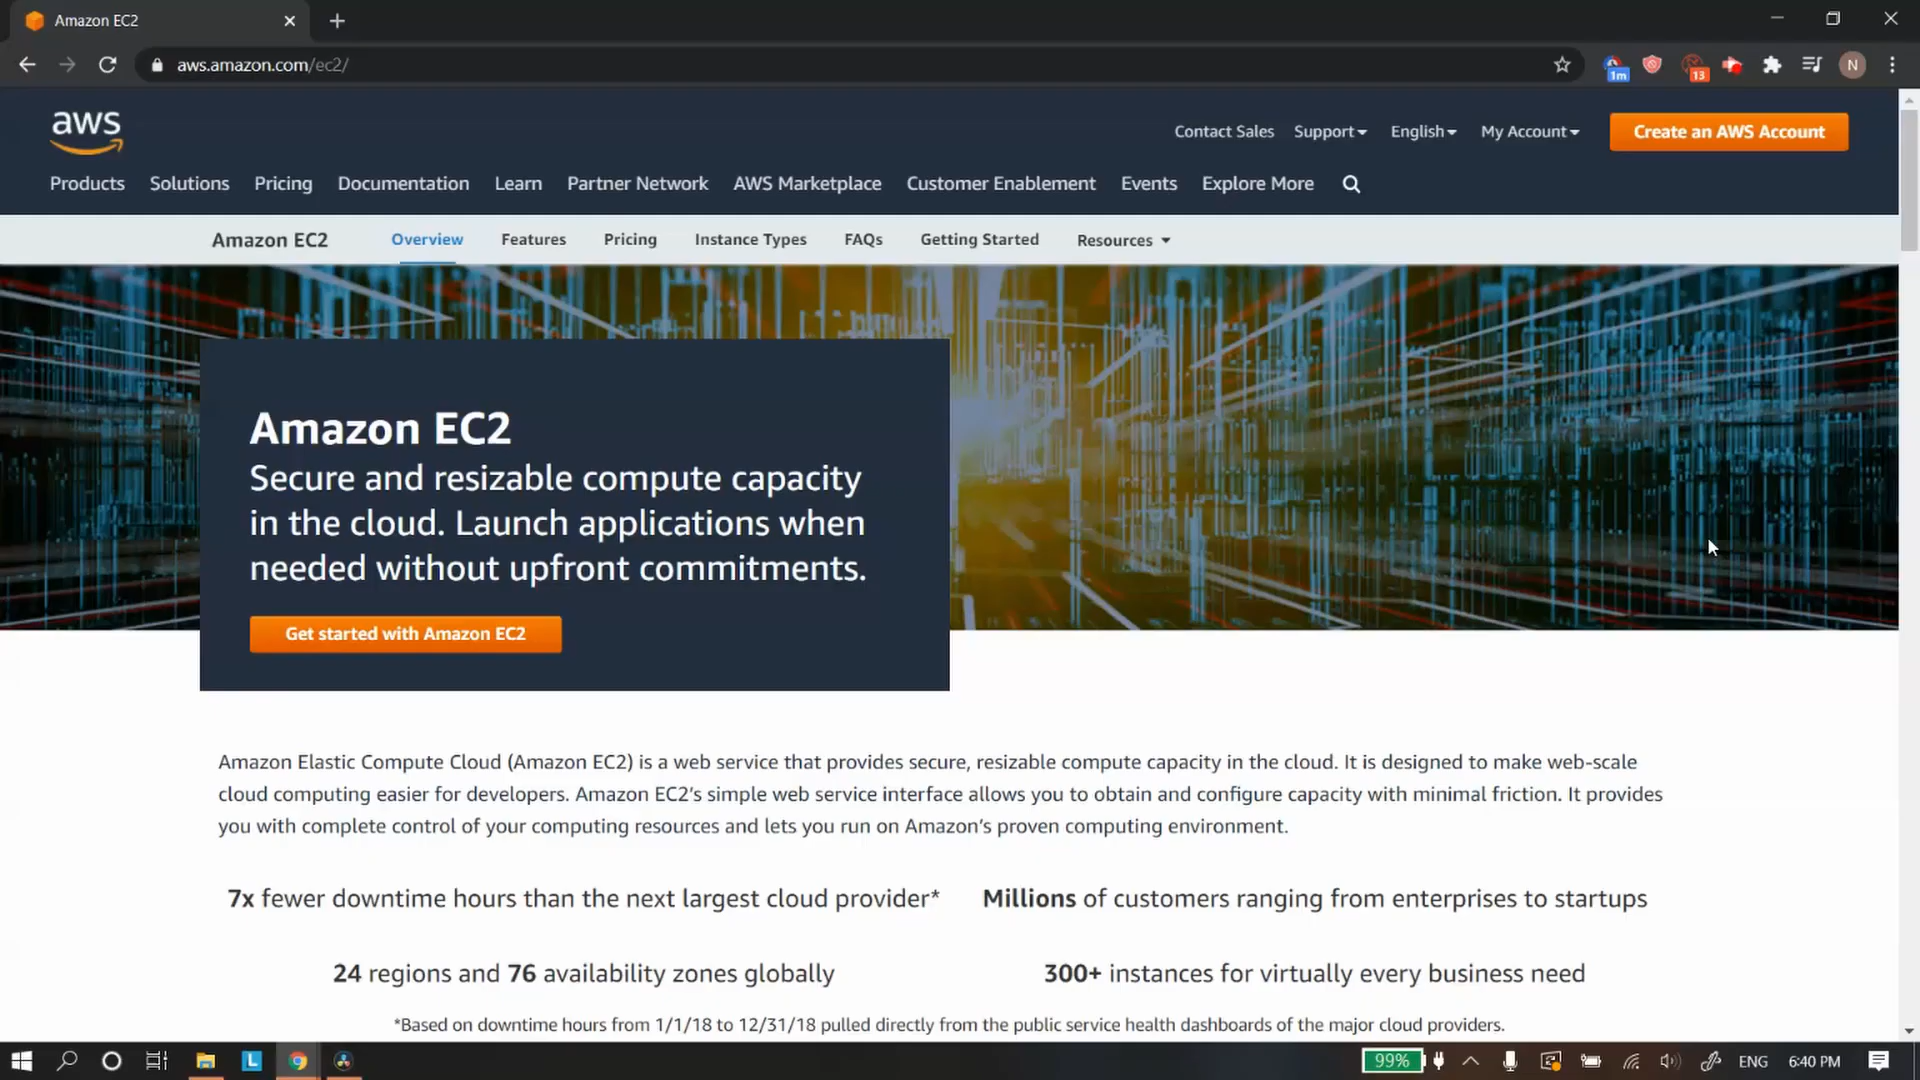 Amazon EC2
aws.amazon.com/ec2/
1m
13
N
aws
Contact Sales Support English My Account Create an AWS Account
Products Solutions Pricing Documentation Learn Partner Network AWS Marketplace Customer Enablement Events Explore More
Amazon EC2 Overview Features Pricing Instance Types FAQs Getting Started Resources
Amazon EC2
Secure and resizable compute capacity
in the cloud. Launch applications when
needed without upfront commitments.
Get started with Amazon EC2
Amazon Elastic Compute Cloud (Amazon EC2) is a web service that provides secure, resizable compute capacity in the cloud. It is designed to make web-scale
cloud computing easier for developers. Amazon EC2’s simple web service interface allows you to obtain and configure capacity with minimal friction. It provides
you with complete control of your computing resources and lets you run on Amazon’s proven computing environment.
7x fewer downtime hours than the next largest cloud provider*
Millions of customers ranging from enterprises to startups
24 regions and 76 availability zones globally
300+ instances for virtually every business need
*Based on downtime hours from 1/1/18 to 12/31/18 pulled directly from the public service health dashboards of the major cloud providers.
L
99%
ENG
6:40 PM